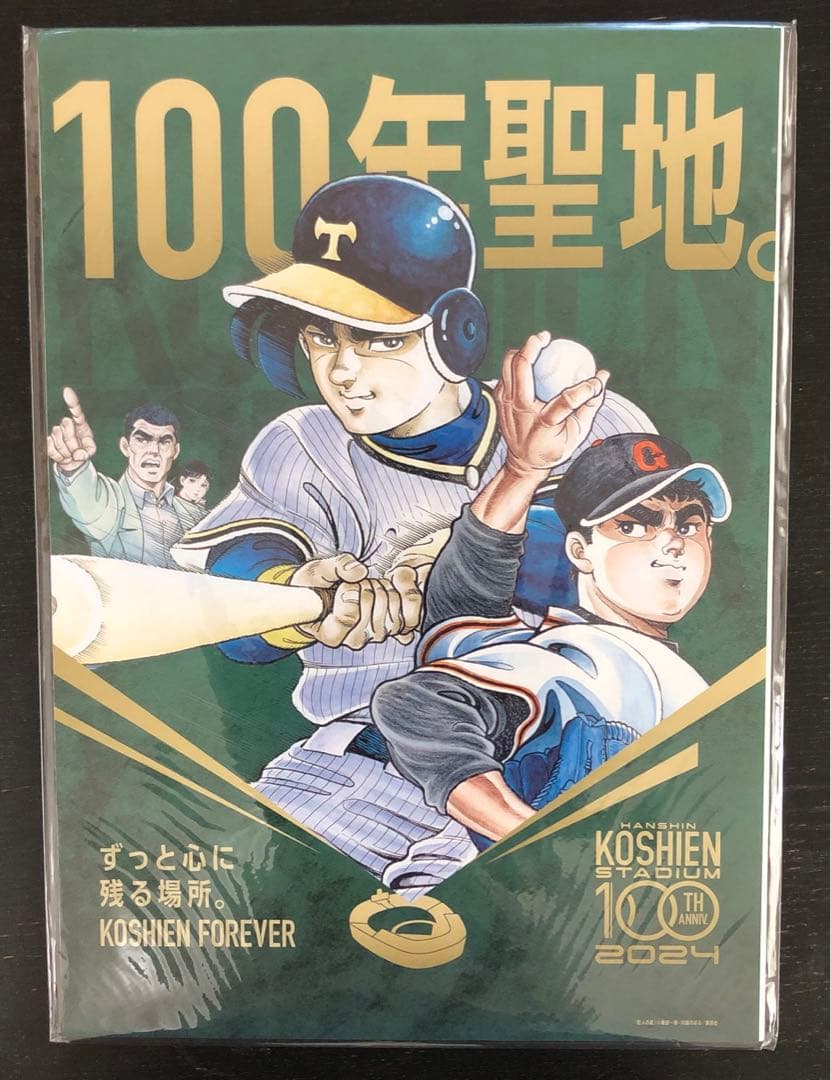 100年聖地。
T
G
ずっと心に
残る場所。
KOSHIEN FOREVER
HANSHIN
KOSHIEN
STADIUM
100TH
ANNIV.
2024